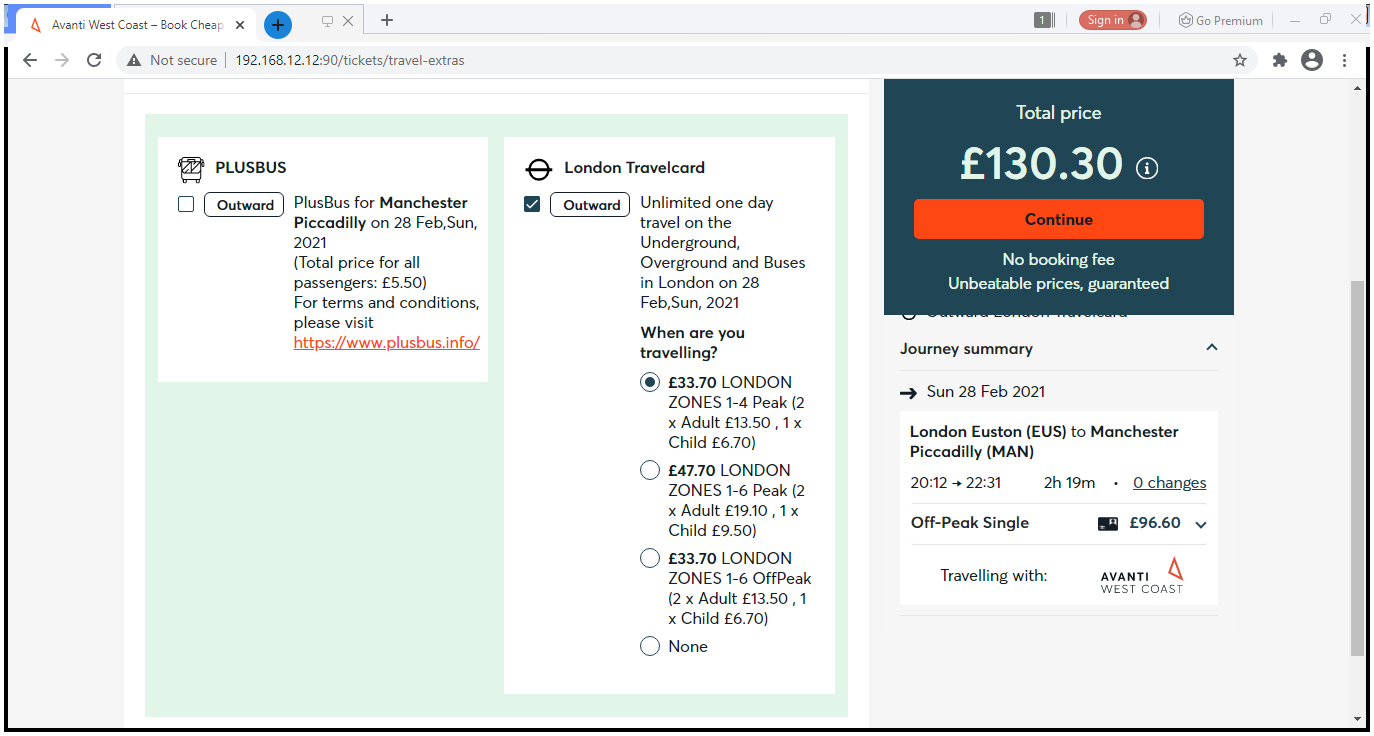 Avanti West Coast – Book Cheap
1
Sign in
Go Premium
Not secure
192.168.12.12:90/tickets/travel-extras
PLUSBUS
Outward
PlusBus for Manchester
Piccadilly on 28 Feb,Sun,
2021
(Total price for all
passengers: £5.50)
For terms and conditions,
please visit
https://www.plusbus.info/
London Travelcard
Outward
Unlimited one day
travel on the
Underground,
Overground and Buses
in London on 28
Feb,Sun, 2021
When are you
travelling?
£33.70 LONDON
ZONES 1-4 Peak (2
x Adult £13.50 , 1 x
Child £6.70)
£47.70 LONDON
ZONES 1-6 Peak (2
x Adult £19.10 , 1 x
Child £9.50)
£33.70 LONDON
ZONES 1-6 OffPeak
(2 x Adult £13.50 , 1
x Child £6.70)
None
Total price
£130.30
Continue
No booking fee
Unbeatable prices, guaranteed
Outward London Travelcard
Journey summary
Sun 28 Feb 2021
London Euston (EUS) to Manchester
Piccadilly (MAN)
20:12 → 22:31 2h 19m • 0 changes
Off-Peak Single £96.60
Travelling with:
AVANTI
WEST COAST